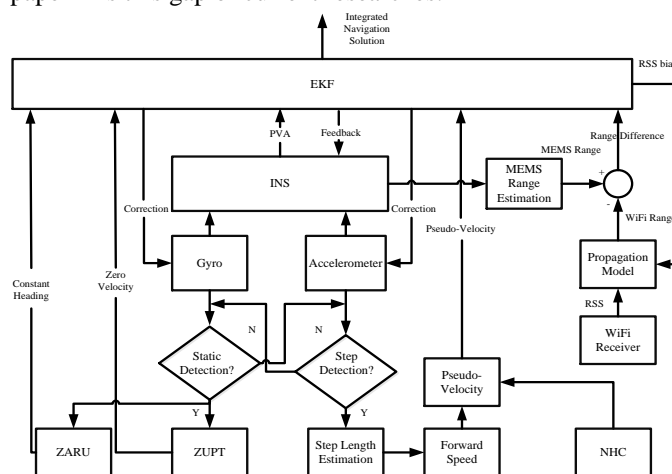 Integrated
Navigation
Solution
RSS bias
EKF
PVA
Feedback
MEMS Range
Range Difference
INS
MEMS
Range
Estimation
+
-
Correction
Correction
Pseudo-Velocity
WiFi Range
Gyro
Accelerometer
Propagation
Model
Constant
Heading
Zero
Velocity
RSS
N
N
WiFi
Receiver
Static
Detection?
Step
Detection?
Pseudo-
Velocity
Y
Y
ZARU
ZUPT
Step Length
Estimation
Forward
Speed
NHC